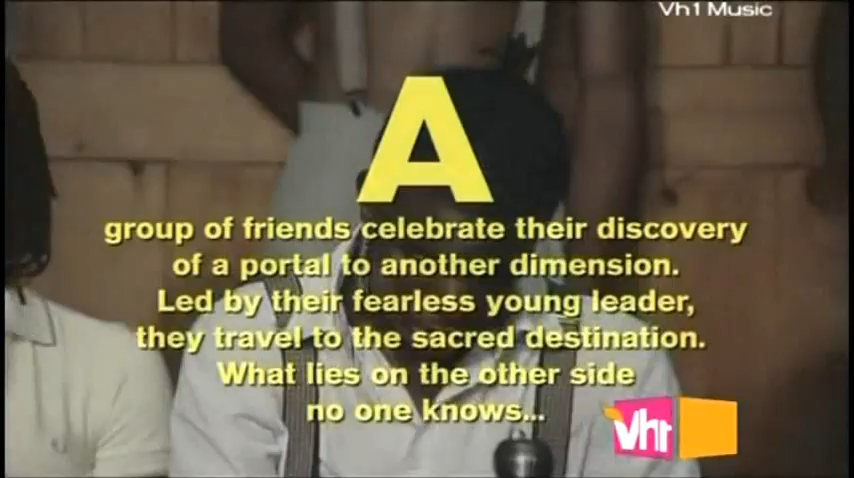 Vh1 Music
A
group of friends celebrate their discovery
of a portal to another dimension.
Led by their fearless young leader,
they travel to the sacred destination.
What lies on the other side
no one knows...
vh1